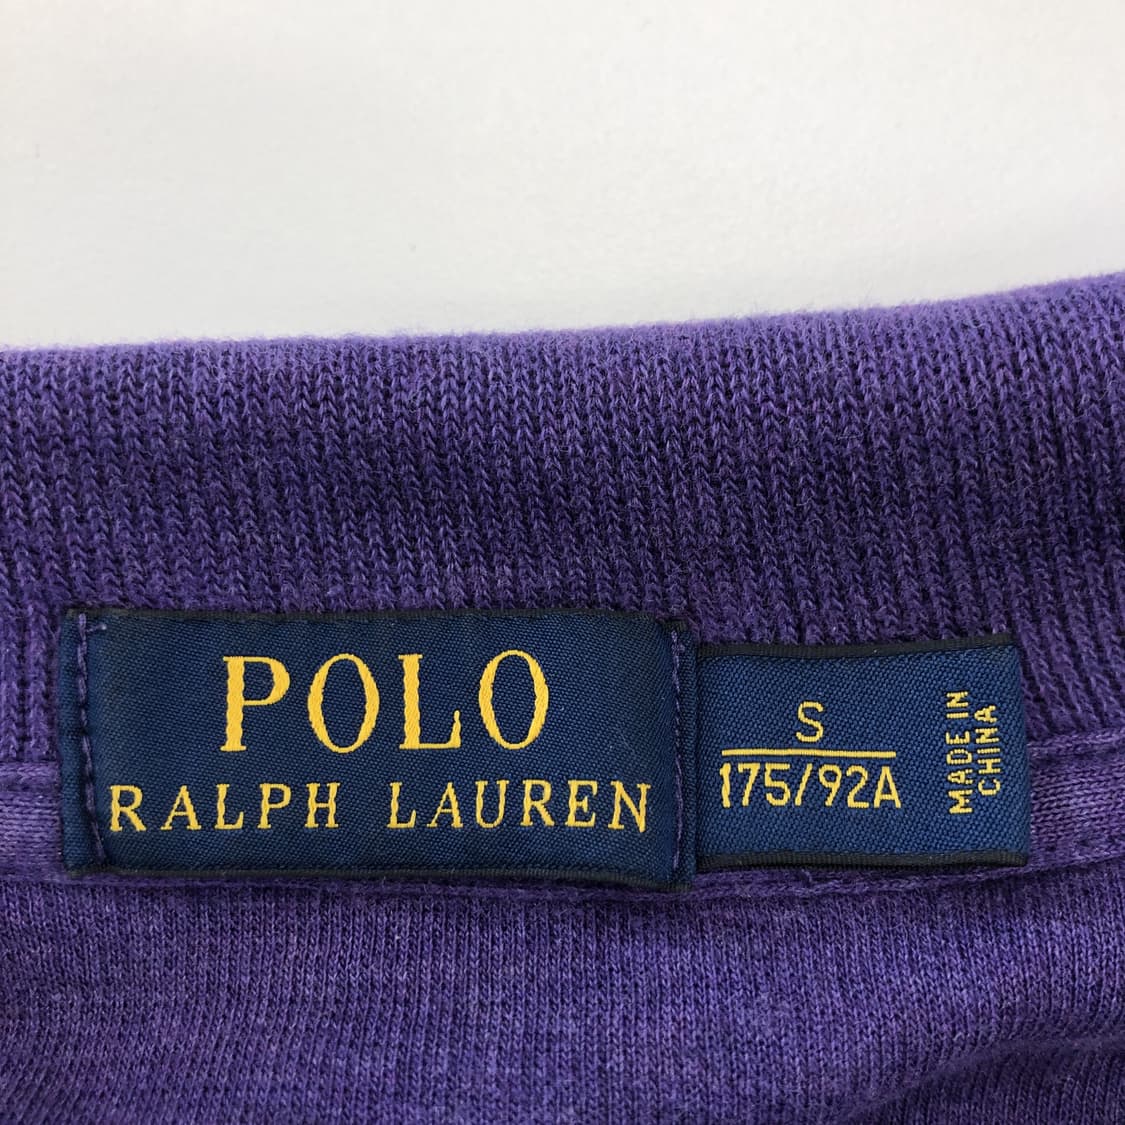 POLO
RALPH LAUREN
S
175/92A
MADE IN
CHINA